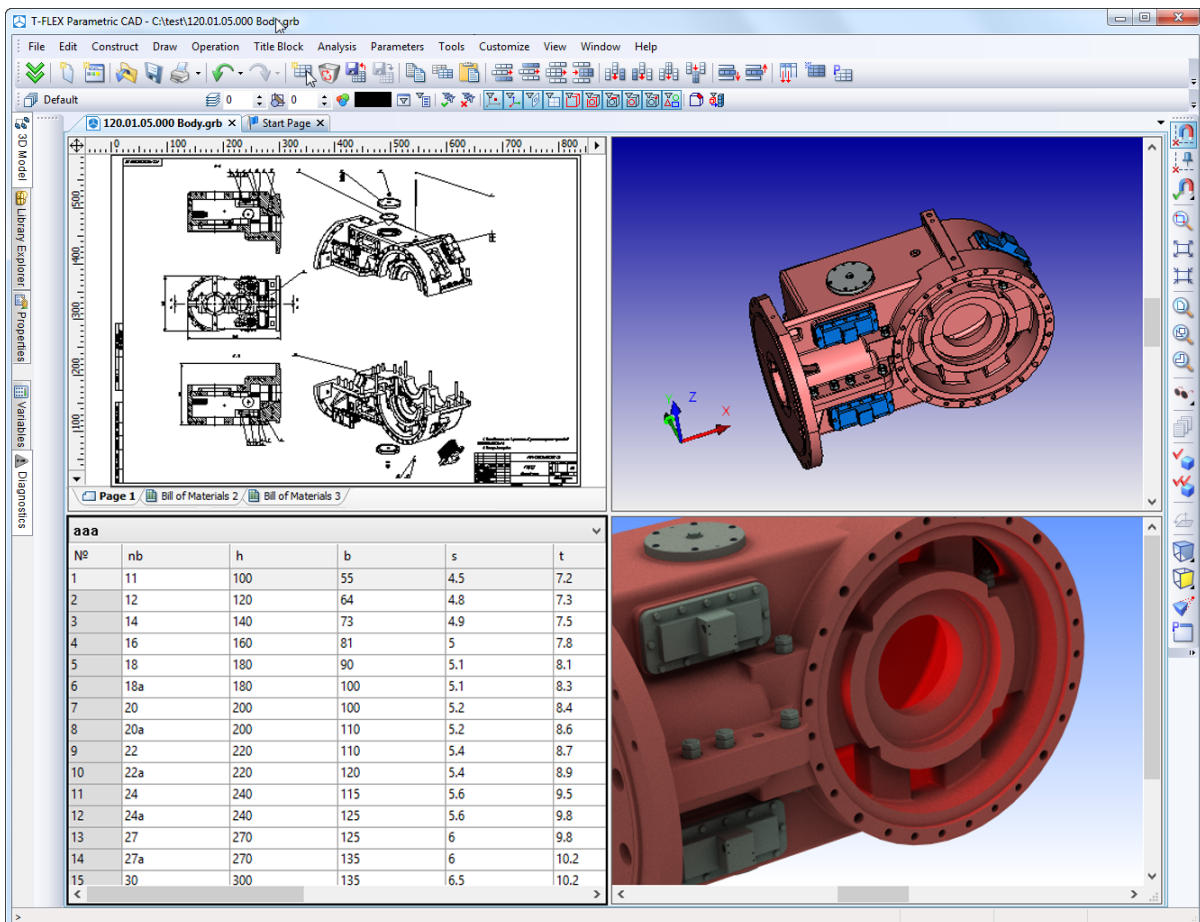 T-FLEX Parametric CAD - C:\test\120.01.05.000 Body.grb
File Edit Construct Draw Operation Title Block Analysis Parameters Tools Customize View Window Help
Default 0 0
120.01.05.000 Body.grb Start Page
3D Model
Library Explorer
Properties
Variables
Diagnostics
0 100 200 300 400 500 600 700 800
500
400
300
200
100
Page 1 Bill of Materials 2 Bill of Materials 3
Y Z X
aaa
№ nb h b s t
1 11 100 55 4.5 7.2
2 12 120 64 4.8 7.3
3 14 140 73 4.9 7.5
4 16 160 81 5 7.8
5 18 180 90 5.1 8.1
6 18a 180 100 5.1 8.3
7 20 200 100 5.2 8.4
8 20a 200 110 5.2 8.6
9 22 220 110 5.4 8.7
10 22a 220 120 5.4 8.9
11 24 240 115 5.6 9.5
12 24a 240 125 5.6 9.8
13 27 270 125 6 9.8
14 27a 270 135 6 10.2
15 30 300 135 6.5 10.2
>